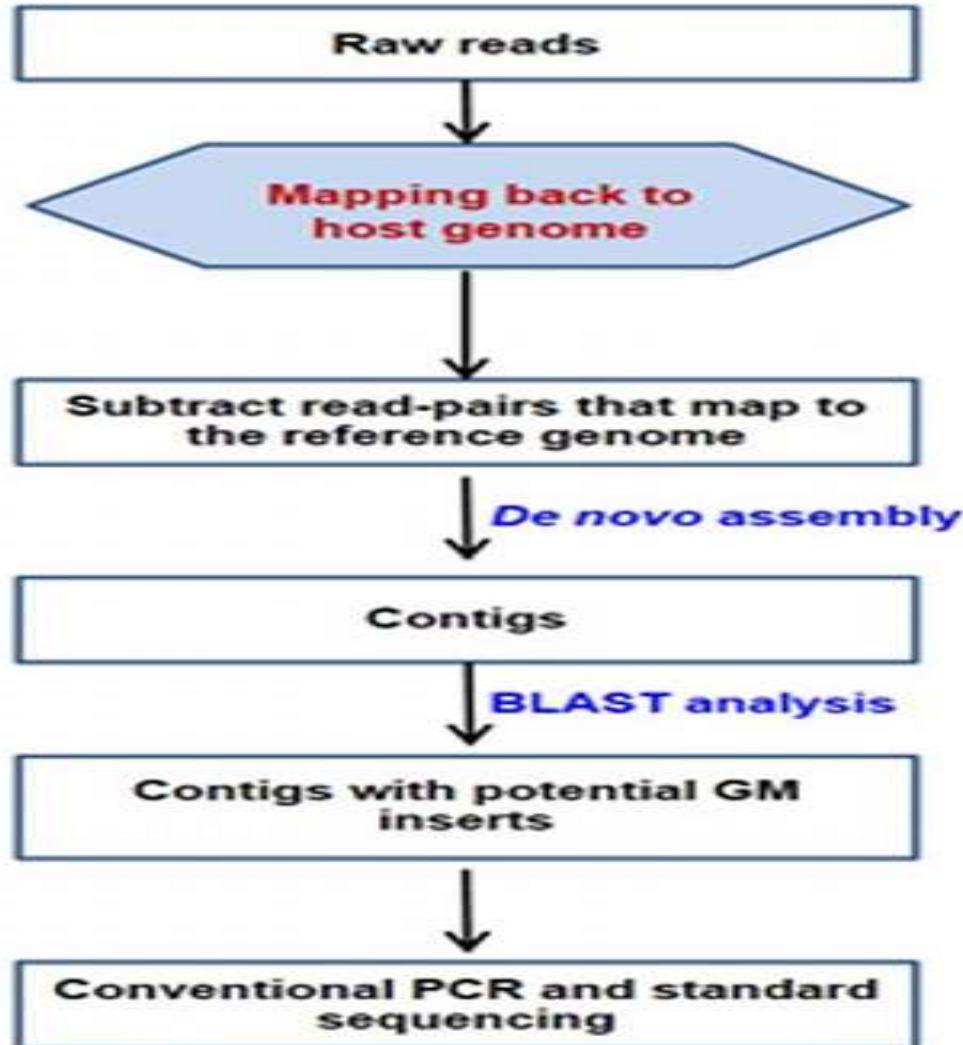 Raw reads
Mapping back to
host genome
Subtract read-pairs that map to
the reference genome
De novo assembly
Contigs
BLAST analysis
Contigs with potential GM
inserts
Conventional PCR and standard
sequencing